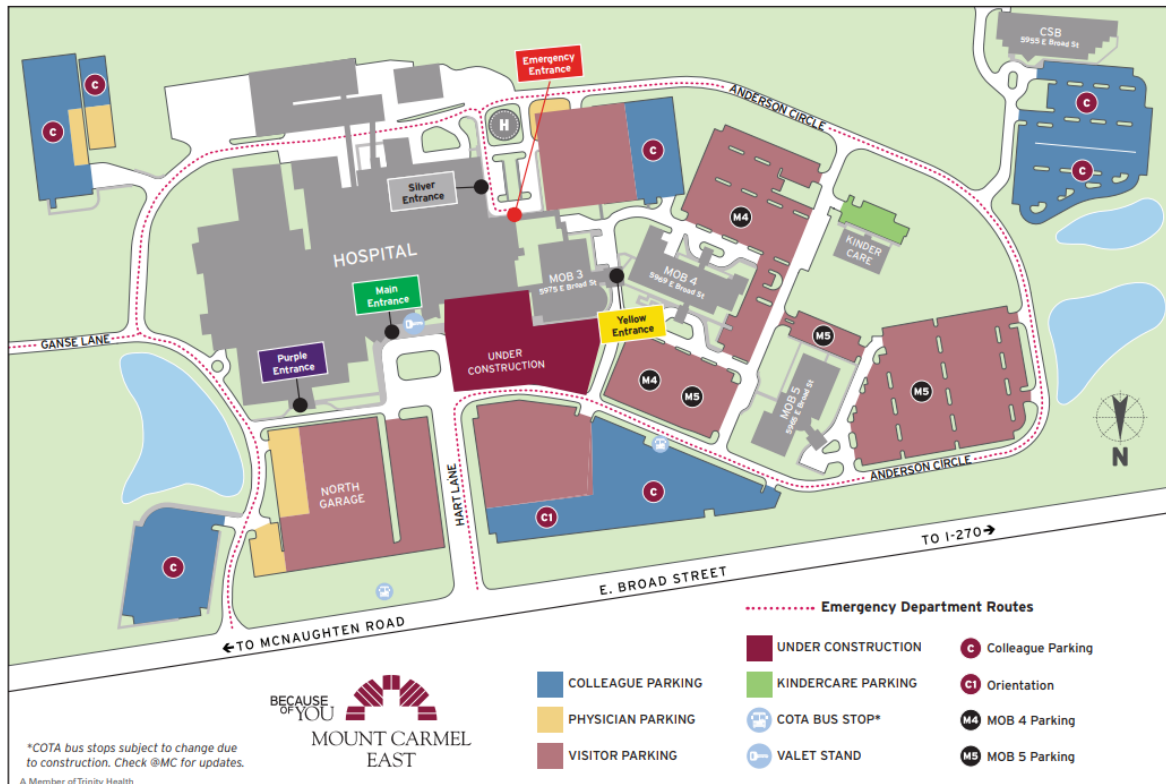 CSB
5955 E Broad St
C
C
Emergency
Entrance
C
C
ANDERSON CIRCLE
H
C
Silver
Entrance
M4
KINDER
CARE
HOSPITAL
MOB 3
5975 E Broad St
MOB 4
5969 E Broad St
Main
Entrance
Yellow
Entrance
M5
GANSE LANE
Purple
Entrance
UNDER
CONSTRUCTION
M4
M5
M5
MOB 5
5965 E Broad St
N
ANDERSON CIRCLE
NORTH
GARAGE
HART LANE
C1
C
C
TO I-270
E. BROAD STREET
TO MCNAUGHTEN ROAD
Emergency Department Routes
UNDER CONSTRUCTION
C Colleague Parking
COLLEAGUE PARKING
KINDERCARE PARKING
C1 Orientation
PHYSICIAN PARKING
COTA BUS STOP*
M4 MOB 4 Parking
VISITOR PARKING
VALET STAND
M5 MOB 5 Parking
BECAUSE
OF YOU
MOUNT CARMEL
EAST
*COTA bus stops subject to change due
to construction. Check @MC for updates.
A Member of Trinity Health